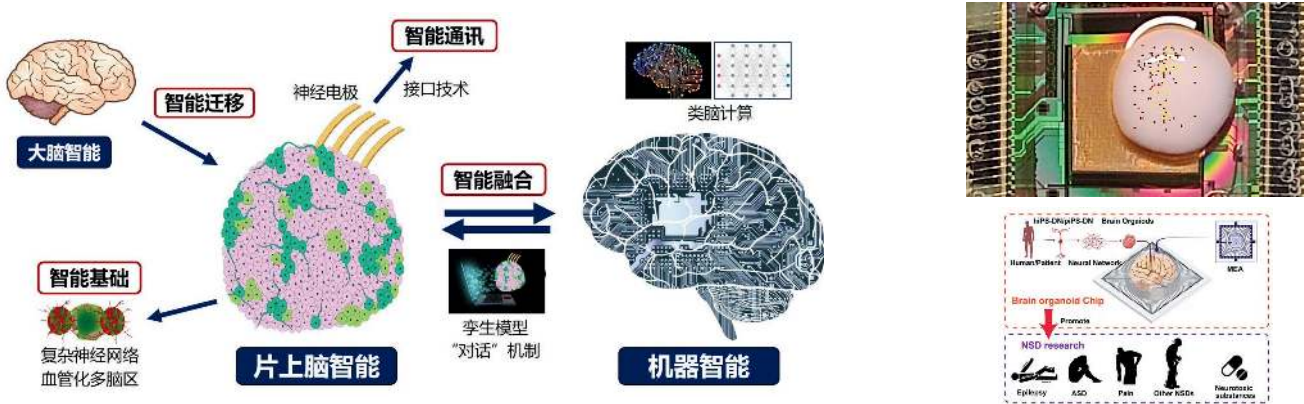 大脑智能
智能迁移
神经电极
智能通讯
接口技术
类脑计算
智能融合
智能基础
复杂神经网络
血管化多脑区
片上脑智能
孪生模型
“对话”机制
机器智能
Brain Orgnoids
Human/Patient
Neural Network
MEA
Brain organoid Chip
Promote
NSD research
Epilepsy
ASD
Pain
Other NSDs
Neurotoxic
substances